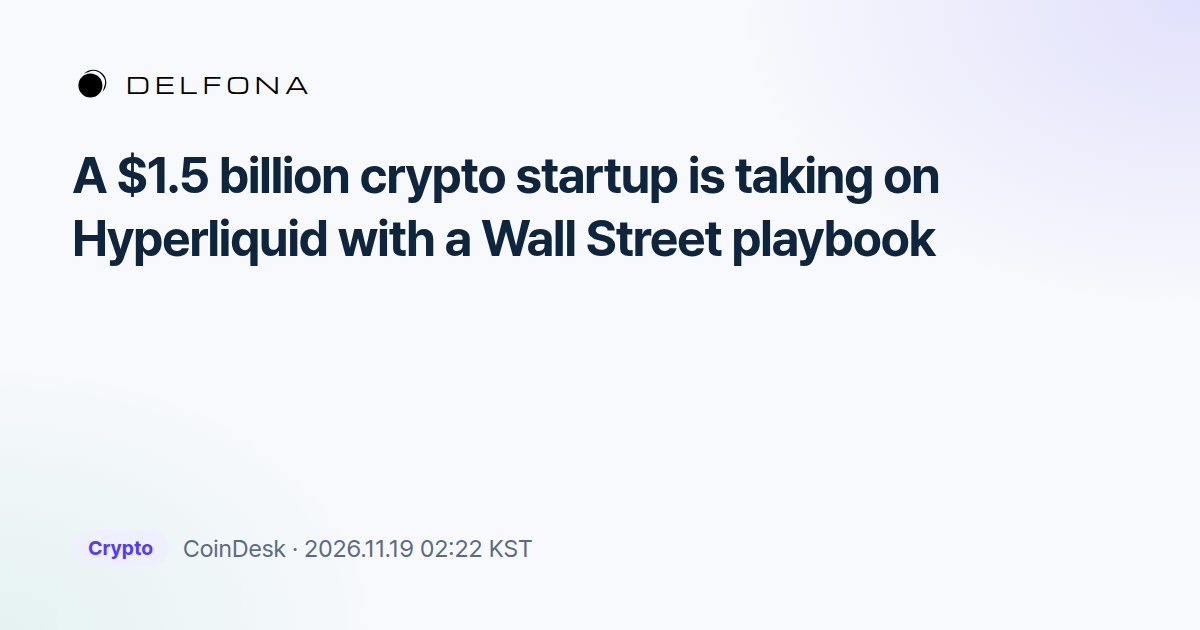 DELFONA
A $1.5 billion crypto startup is taking on
Hyperliquid with a Wall Street playbook
Crypto
CoinDesk · 2026.11.19 02:22 KST